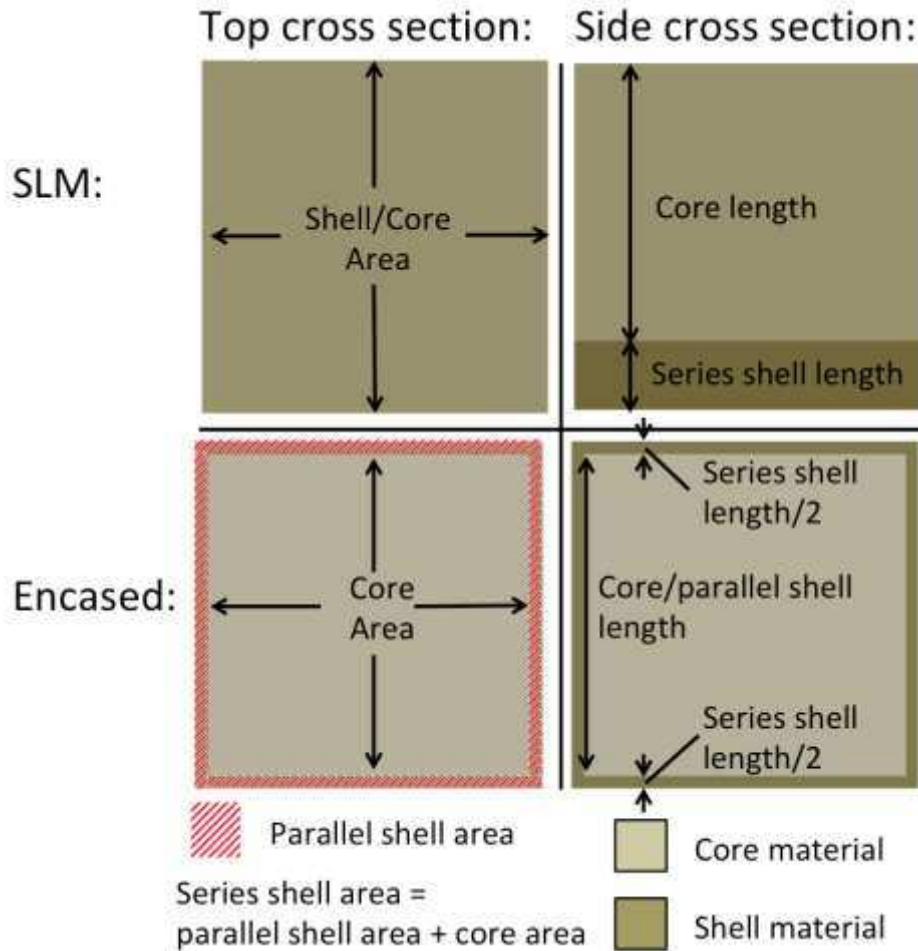 Top cross section:
Side cross section:
SLM:
Shell/Core
Area
Core length
Series shell length
Encased:
Core
Area
Series shell
length/2
Core/parallel shell
length
Series shell
length/2
Parallel shell area
Series shell area =
parallel shell area + core area
Core material
Shell material